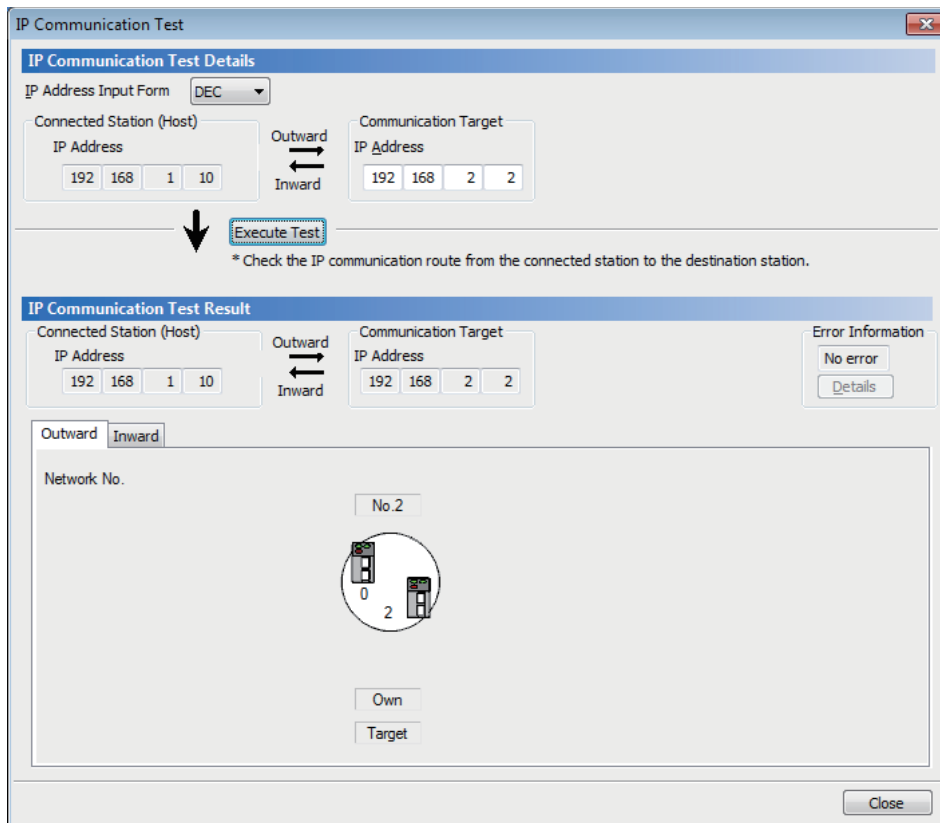 IP Communication Test
IP Communication Test Details
IP Address Input Form DEC
Connected Station (Host)
IP Address
192 168 1 10
Outward
Inward
Communication Target
IP Address
192 168 2 2
Execute Test
* Check the IP communication route from the connected station to the destination station.
IP Communication Test Result
Connected Station (Host)
IP Address
192 168 1 10
Outward
Inward
Communication Target
IP Address
192 168 2 2
Error Information
No error
Details
Outward Inward
Network No.
No.2
0
2
Own
Target
Close